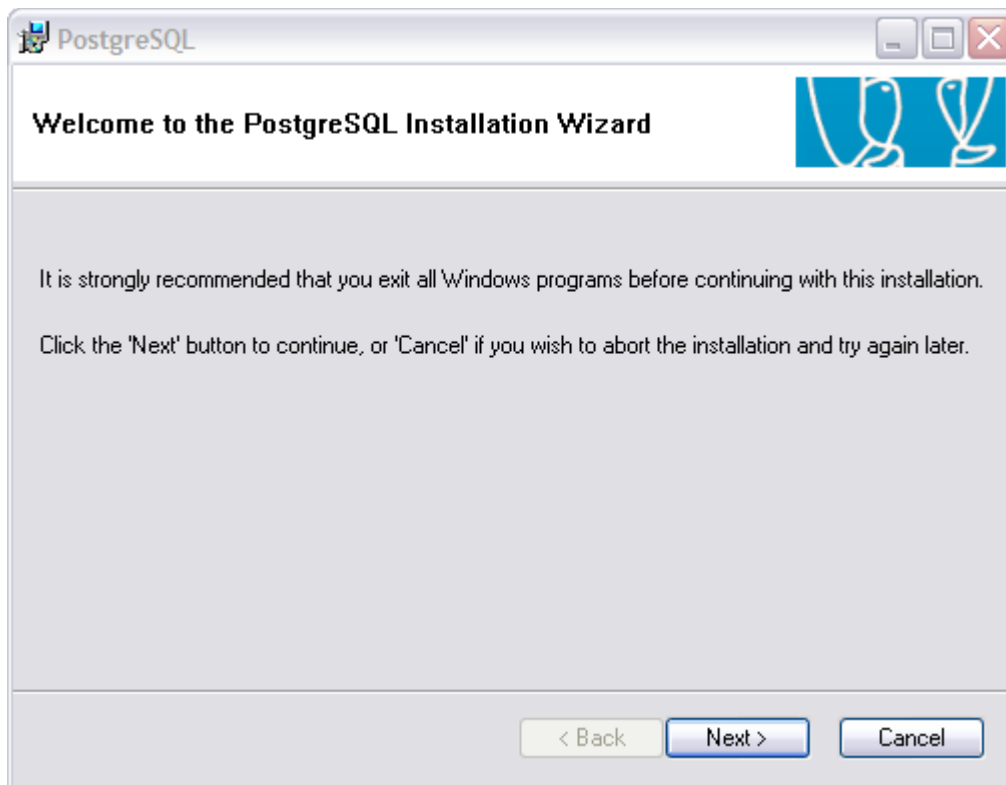 PostgreSQL
Welcome to the PostgreSQL Installation Wizard
It is strongly recommended that you exit all Windows programs before continuing with this installation.
Click the 'Next' button to continue, or 'Cancel' if you wish to abort the installation and try again later.
< Back
Next >
Cancel